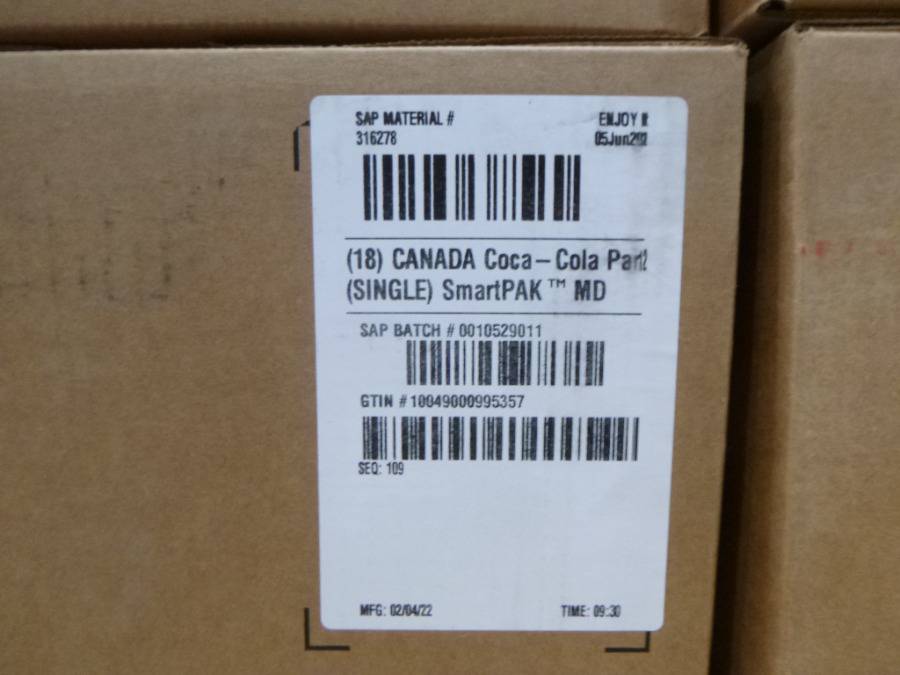 SAP MATERIAL #
ENJOY
316278
(18) CANADA Coca-Cola
(SINGLE) SmartPAK™ MD
SAP BATCH # 0010529011
GTIN # 10049000995357
SEQ: 109
MFG: 02/04/22
TIME: 09:30